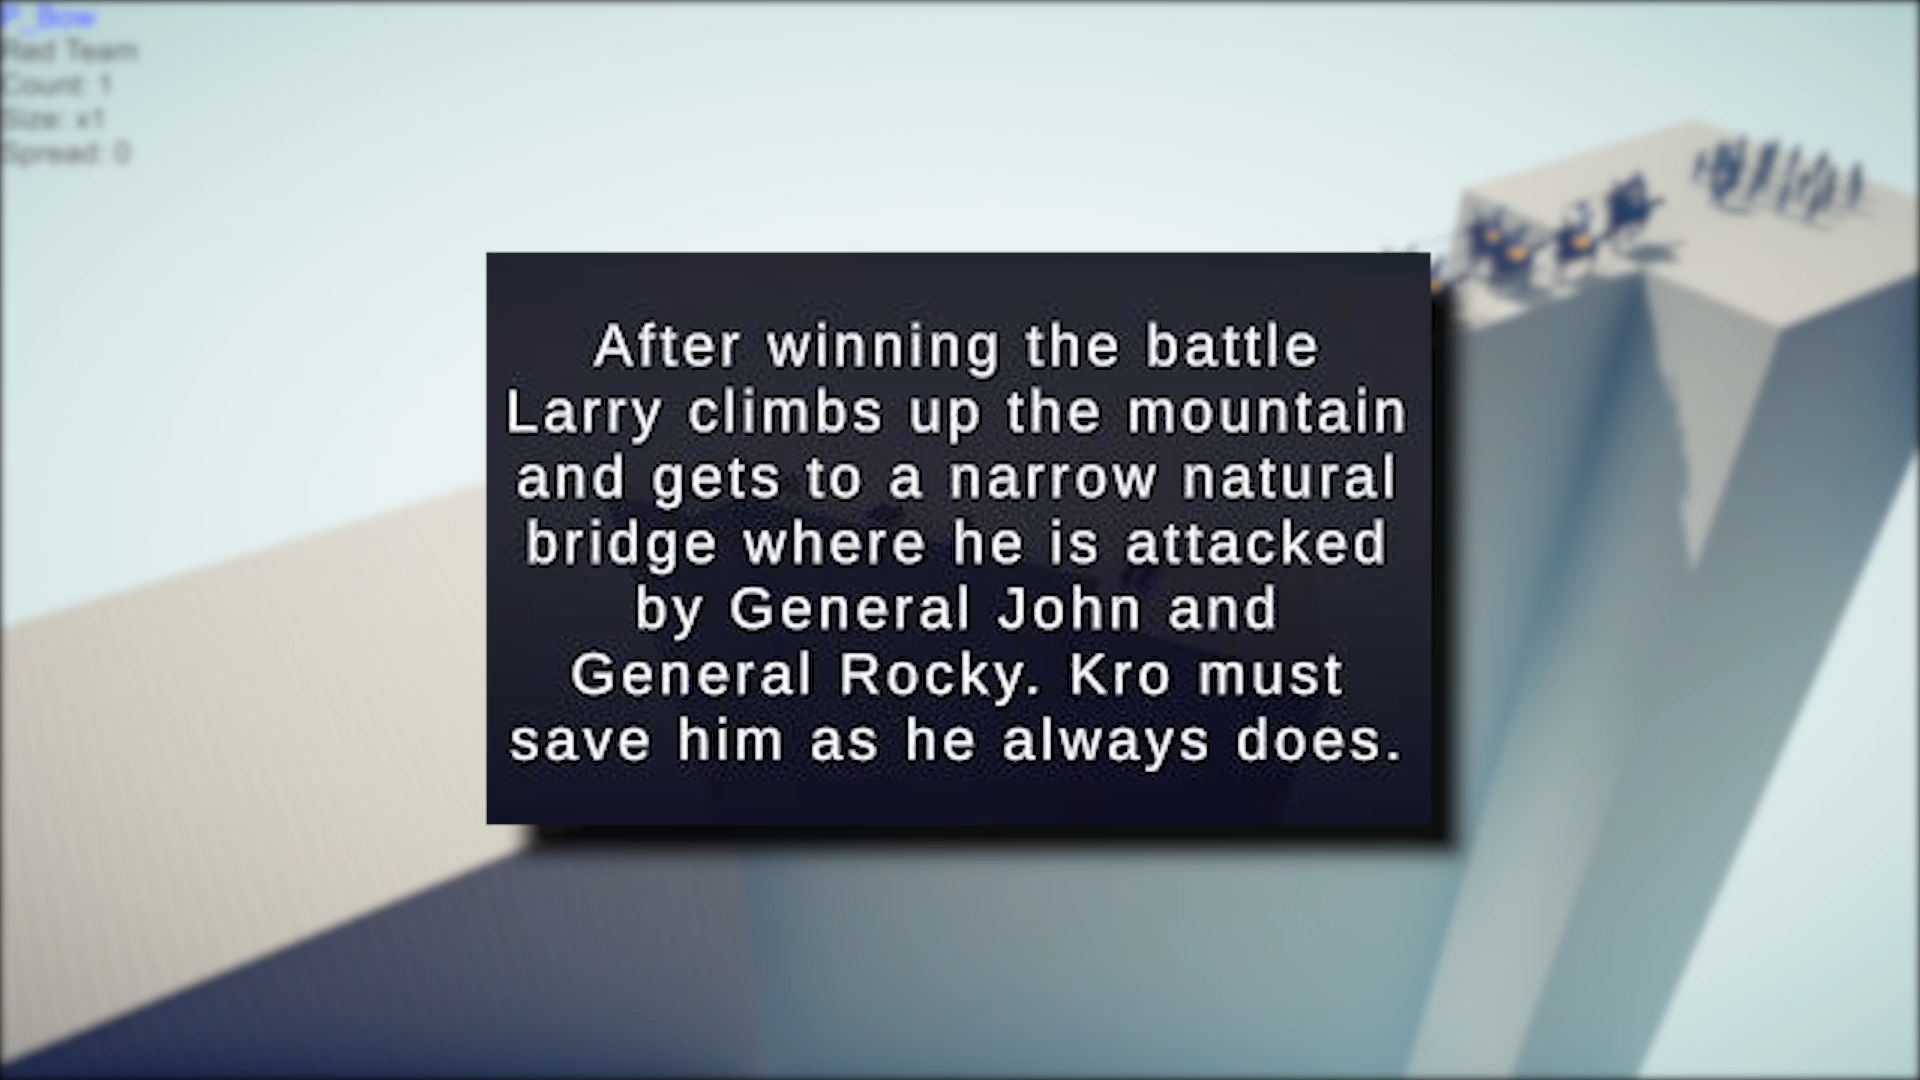 P_Bow
Red Team
Count: 1
Size: x1
Spread: 0
After winning the battle
Larry climbs up the mountain
and gets to a narrow natural
bridge where he is attacked
by General John and
General Rocky. Kro must
save him as he always does.